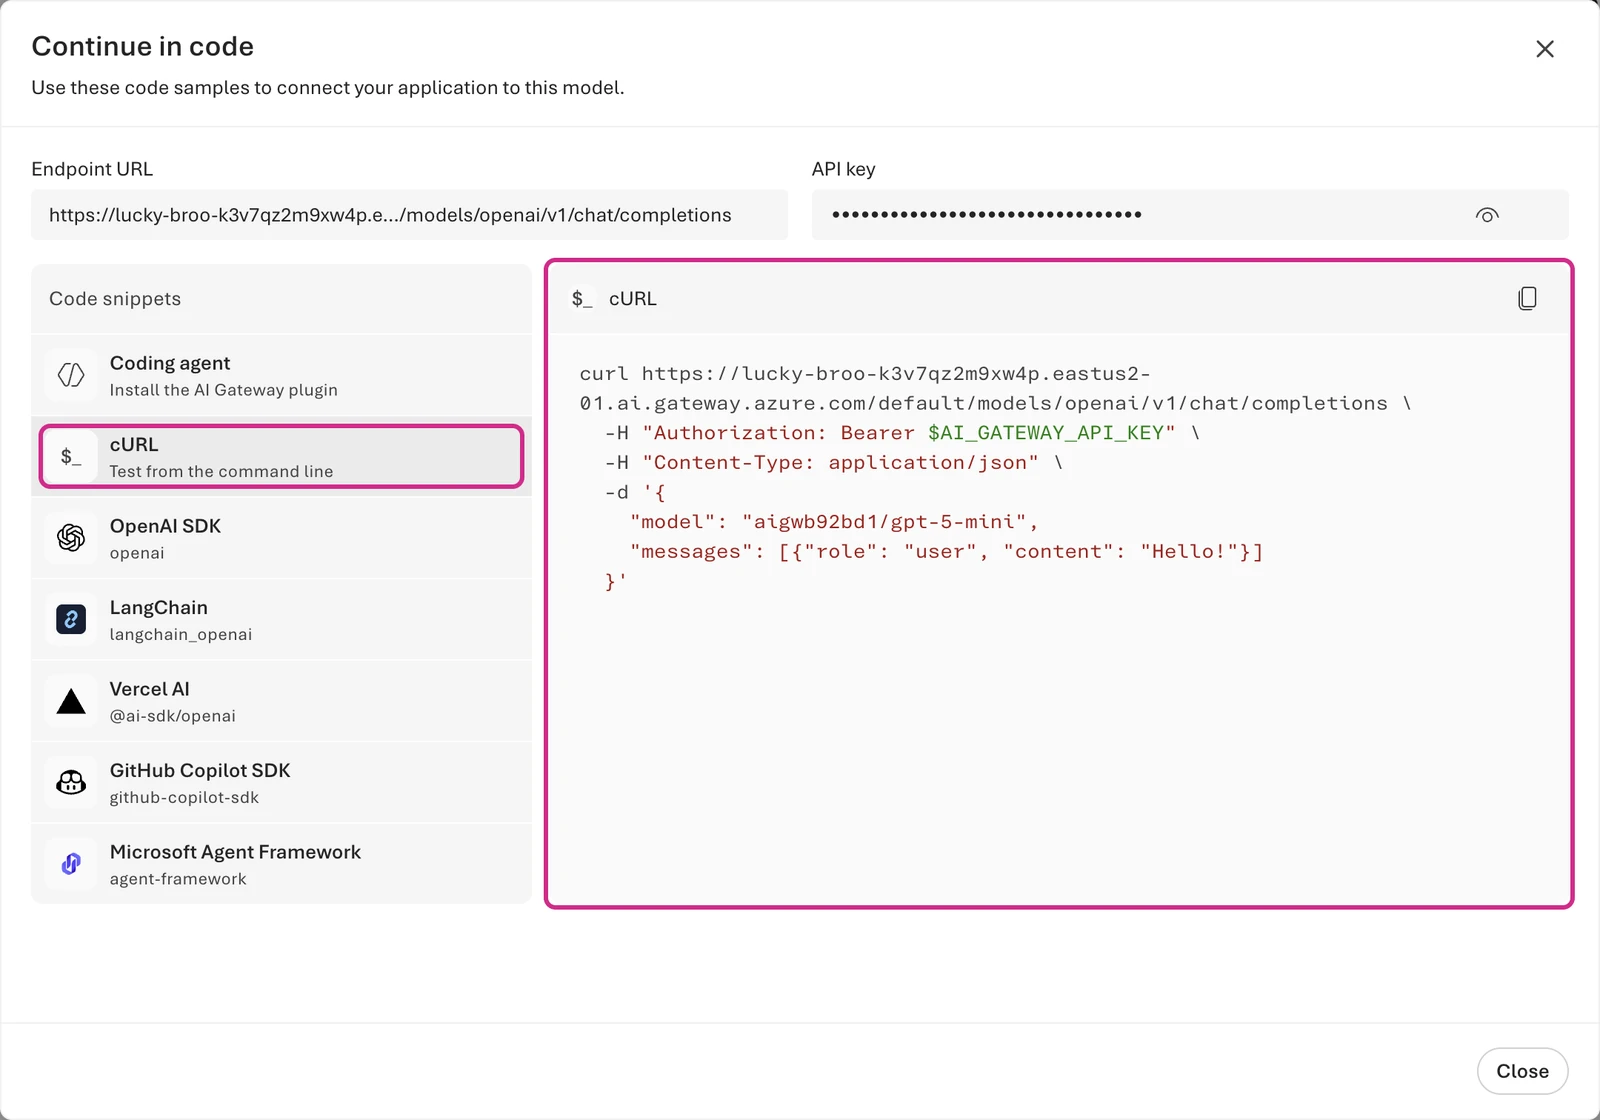 Continue in code
Use these code samples to connect your application to this model.
Endpoint URL
https://lucky-broo-k3v7qz2m9xw4p.e.../models/openai/v1/chat/completions
API key
••••••••••••••••••••••••••••••••
Code snippets
Coding agent
Install the AI Gateway plugin
$_
cURL
Test from the command line
OpenAI SDK
openai
LangChain
langchain_openai
Vercel AI
@ai-sdk/openai
GitHub Copilot SDK
github-copilot-sdk
Microsoft Agent Framework
agent-framework
$_ cURL
curl https://lucky-broo-k3v7qz2m9xw4p.eastus2-
01.ai.gateway.azure.com/default/models/openai/v1/chat/completions \
  -H "Authorization: Bearer $AI_GATEWAY_API_KEY" \
  -H "Content-Type: application/json" \
  -d '{
    "model": "aigwb92bd1/gpt-5-mini",
    "messages": [{"role": "user", "content": "Hello!"}]
  }'
Close